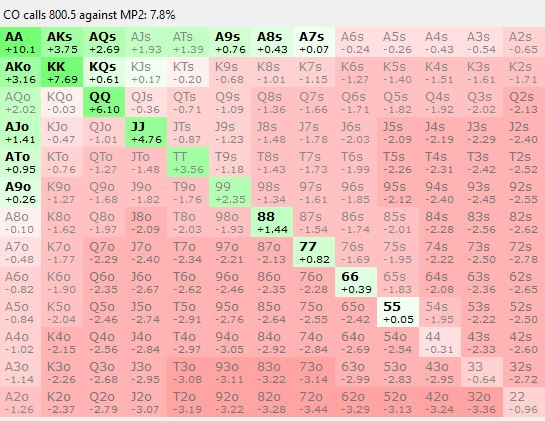 CO calls 800.5 against MP2: 7.8%
AA AKs AQs AJs ATs A9s A8s A7s A6s A5s A4s A3s A2s
+10.1 +3.75 +2.69 +1.93 +1.39 +0.76 +0.43 +0.07 -0.24 -0.26 -0.43 -0.54 -0.65
AKo KK KQs KJs KTs K9s K8s K7s K6s K5s K4s K3s K2s
+3.16 +7.69 +0.61 +0.17 -0.20 -0.68 -1.01 -1.15 -1.27 -1.40 -1.51 -1.61 -1.71
AQo KQo QQ QJs QTs Q9s Q8s Q7s Q6s Q5s Q4s Q3s Q2s
+2.02 -0.03 +6.10 -0.36 -0.71 -1.09 -1.36 -1.66 -1.71 -1.82 -1.92 -2.02 -2.13
AJo KJo QJo JJ JTs J9s J8s J7s J6s J5s J4s J3s J2s
+1.41 -0.47 -1.01 +4.76 -0.87 -1.23 -1.48 -1.78 -2.03 -2.09 -2.19 -2.29 -2.40
ATo KTo QTo JTo TT T9s T8s T7s T6s T5s T4s T3s T2s
+0.95 -0.76 -1.27 -1.48 +3.56 -1.18 -1.43 -1.73 -1.99 -2.26 -2.31 -2.42 -2.52
A9o K9o Q9o J9o T9o 99 98s 97s 96s 95s 94s 93s 92s
+0.26 -1.27 -1.68 -1.82 -1.76 +2.35 -1.34 -1.61 -1.85 -2.12 -2.40 -2.45 -2.55
A8o K8o Q8o J8o T8o 98o 88 87s 86s 85s 84s 83s 82s
-0.10 -1.62 -1.97 -2.09 -2.03 -1.93 +1.44 -1.54 -1.74 -2.01 -2.28 -2.56 -2.62
A7o K7o Q7o J7o T7o 97o 87o 77 76s 75s 74s 73s 72s
-0.48 -1.77 -2.29 -2.40 -2.34 -2.21 -2.13 +0.82 -1.69 -1.95 -2.22 -2.50 -2.78
A6o K6o Q6o J6o T6o 96o 86o 76o 66 65s 64s 63s 62s
-0.82 -1.90 -2.35 -2.67 -2.62 -2.46 -2.35 -2.28 +0.39 -1.83 -2.08 -2.36 -2.65
A5o K5o Q5o J5o T5o 95o 85o 75o 65o 55 54s 53s 52s
-0.84 -2.04 -2.46 -2.74 -2.91 -2.76 -2.64 -2.55 -2.42 +0.05 -1.95 -2.22 -2.50
A4o K4o Q4o J4o T4o 94o 84o 74o 64o 54o 44 43s 42s
-1.02 -2.15 -2.56 -2.84 -2.97 -3.05 -2.92 -2.84 -2.69 -2.54 -0.31 -2.33 -2.60
A3o K3o Q3o J3o T3o 93o 83o 73o 63o 53o 43o 33 32s
-1.14 -2.26 -2.68 -2.95 -3.08 -3.11 -3.22 -3.14 -2.99 -2.83 -2.95 -0.64 -2.72
A2o K2o Q2o J2o T2o 92o 82o 72o 62o 52o 42o 32o 22
-1.26 -2.37 -2.79 -3.07 -3.19 -3.22 -3.28 -3.44 -3.29 -3.13 -3.24 -3.36 -0.96